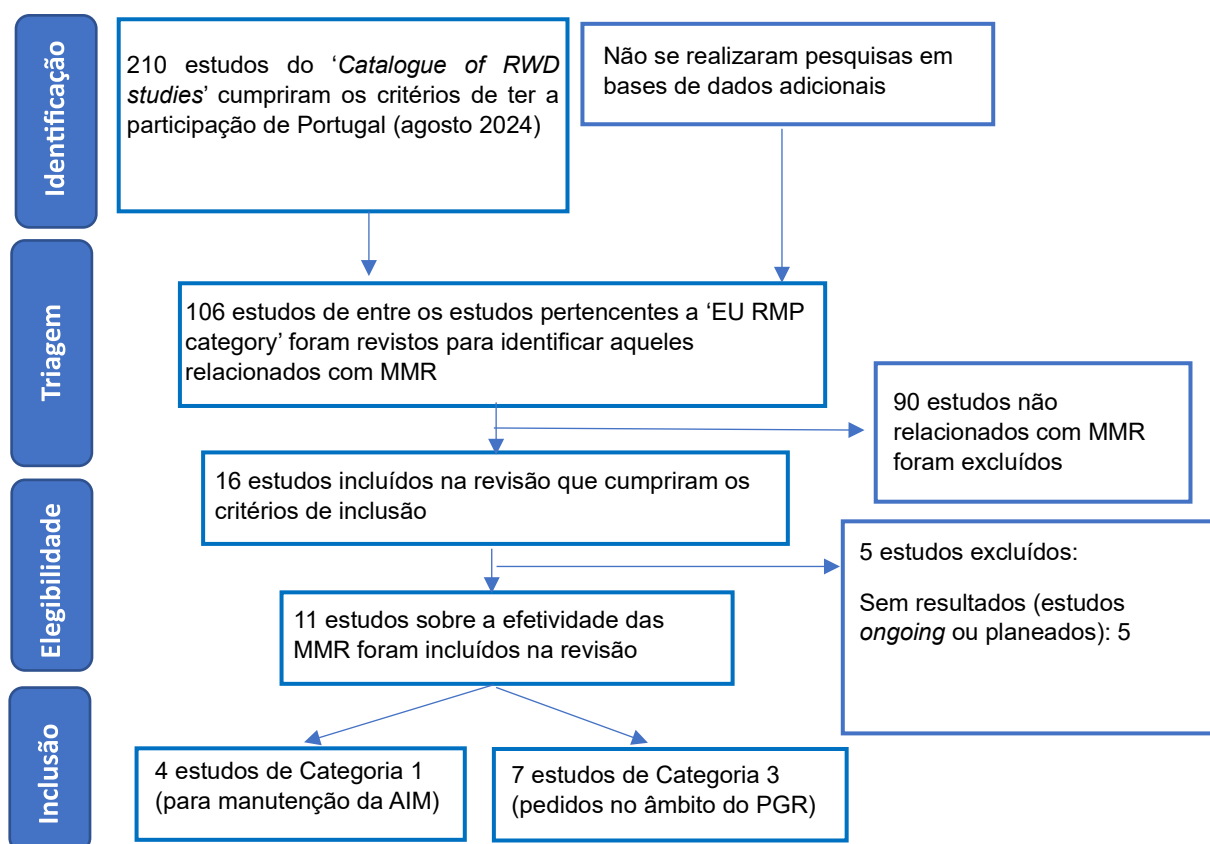 Identificação
210 estudos do ‘Catalogue of RWD
studies’ cumpriram os critérios de ter a
participação de Portugal (agosto 2024)
Não se realizaram pesquisas em
bases de dados adicionais
Triagem
106 estudos de entre os estudos pertencentes a ‘EU RMP
category’ foram revistos para identificar aqueles
relacionados com MMR
90 estudos não
relacionados com MMR
foram excluídos
16 estudos incluídos na revisão que cumpriram os
critérios de inclusão
Elegibilidade
5 estudos excluídos:
Sem resultados (estudos
ongoing ou planeados): 5
11 estudos sobre a efetividade das
MMR foram incluídos na revisão
Inclusão
4 estudos de Categoria 1
(para manutenção da AIM)
7 estudos de Categoria 3
(pedidos no âmbito do PGR)